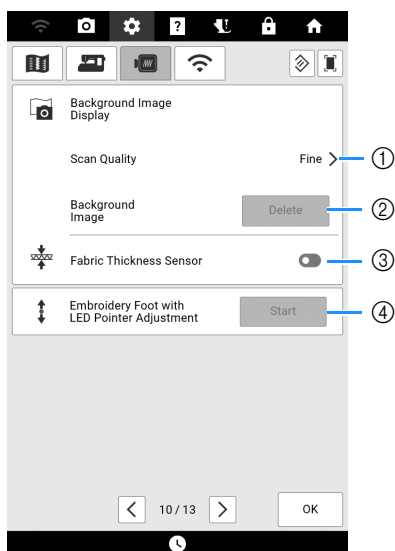 ?
Background Image
Display
Scan Quality
Fine
①
Background
Image
Delete
②
Fabric Thickness Sensor
③
Embroidery Foot with
LED Pointer Adjustment
Start
④
10 / 13
OK